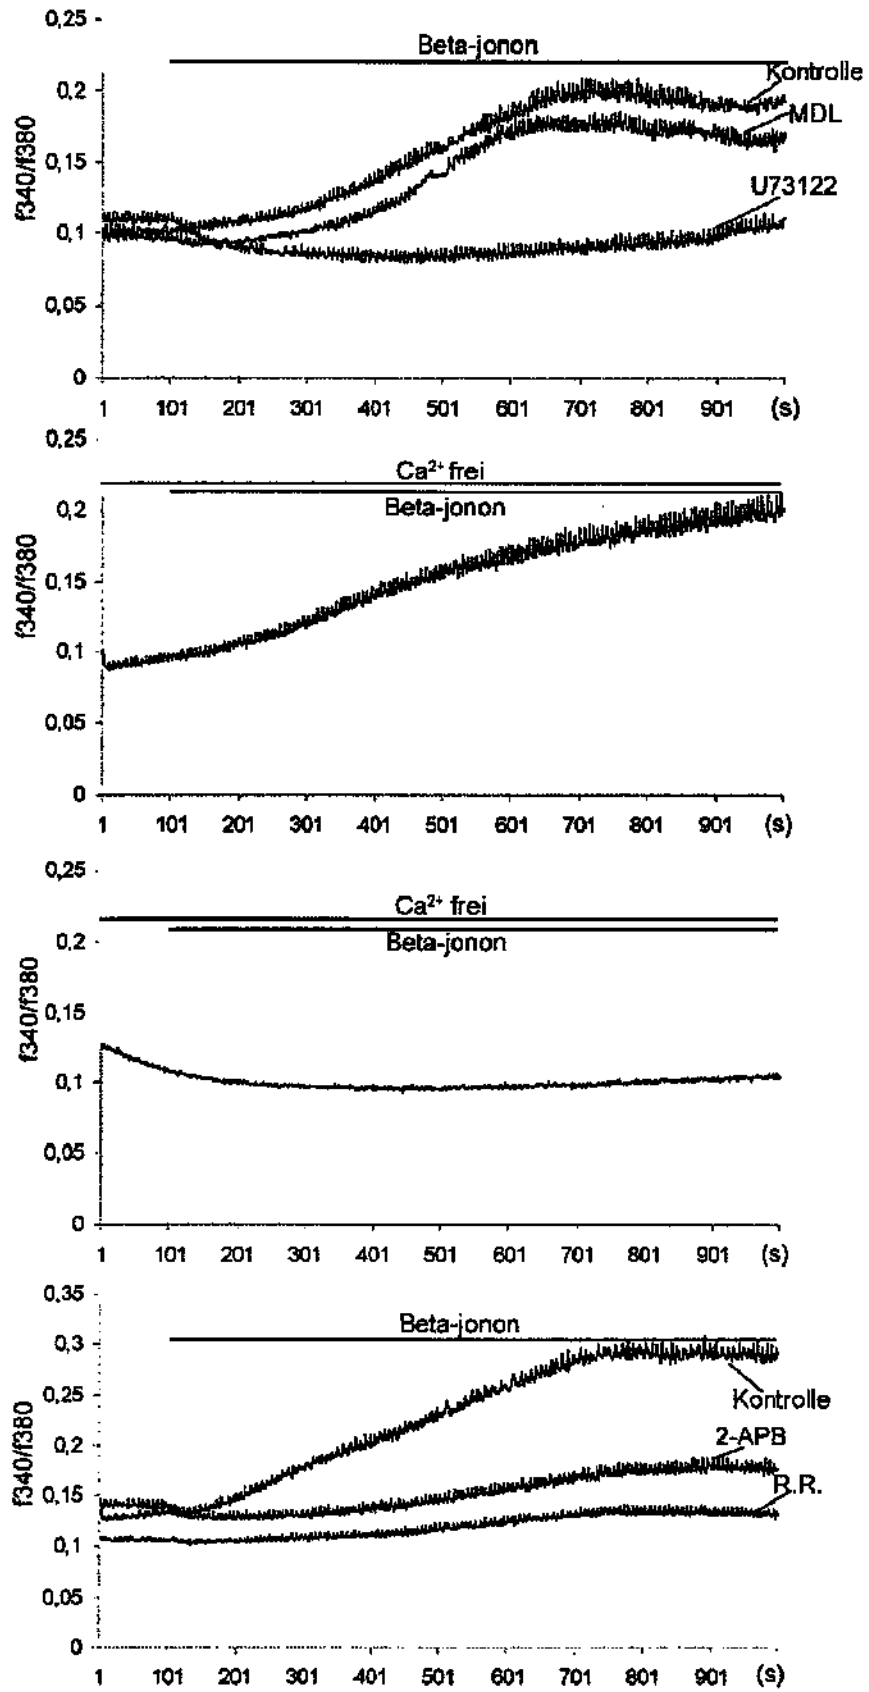 0,25
Beta-jonon
Kontrolle
0,2
MDL
0,15
U73122
f340/f380
0,1
0,05
0
1 101 201 301 401 501 601 701 801 901 (s)
0,25
Ca²⁺ frei
Beta-jonon
0,2
0,15
f340/f380
0,1
0,05
0
1 101 201 301 401 501 601 701 801 901 (s)
0,25
Ca²⁺ frei
Beta-jonon
0,2
0,15
f340/f380
0,1
0,05
0
1 101 201 301 401 501 601 701 801 901 (s)
0,35
Beta-jonon
0,3
Kontrolle
0,25
2-APB
0,2
R.R.
f340/f380
0,15
0,1
0,05
0
1 101 201 301 401 501 601 701 801 901 (s)